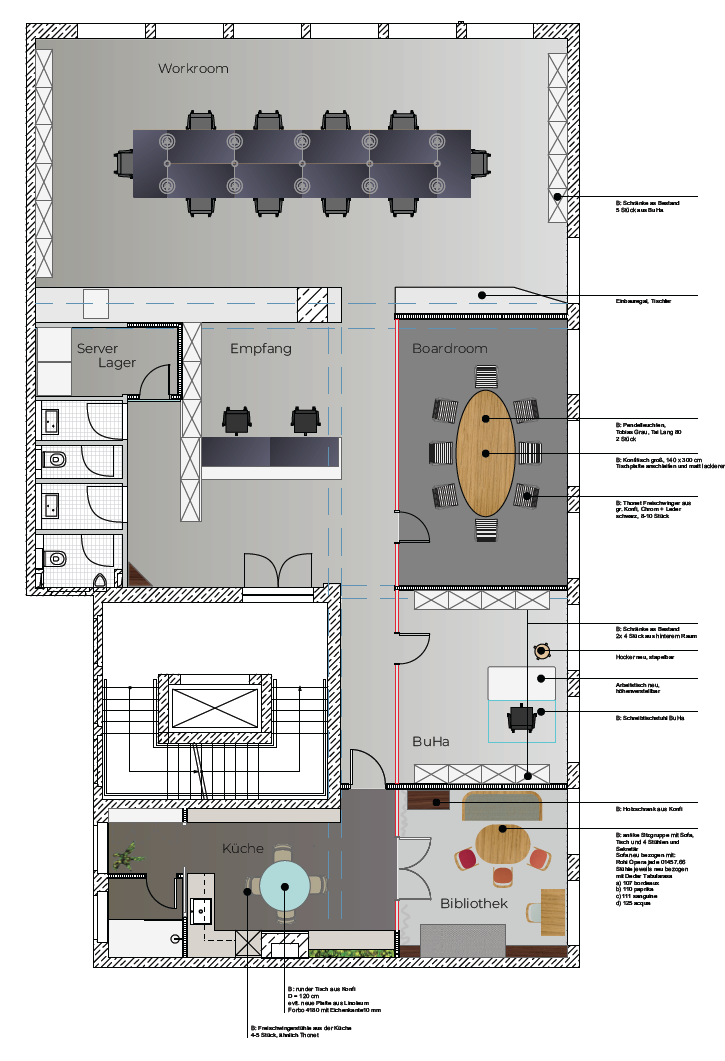 Workroom
B: Schränke as Bestand
5 Stück aus BuHa
Einbauregal, Tischler
Server
Lager
Empfang
Boardroom
B: Pendelleuchten,
Tobias Grau, Tai Lang 80
2 Stück
B: Konfitisch groß, 140 x 300 cm
Tischplatte anschleifen und matt lackieren
B: Thonet Freischwinger aus
gr. Konfi, Chrom + Leder
schwarz, 8-10 Stück
B: Schränke as Bestand
2x 4 Stück aus hinterem Raum
Hocker neu, stapelbar
Arbeitstisch neu,
höhenverstellbar
B: Schreibtischstuhl BuHa
BuHa
B: Holzschrank aus Konfi
B: antike Sitzgruppe mit Sofa,
Tisch und 4 Stühlen und
Sekretär
Sofa neu bezogen mit:
Rohi Opera jade 01457.66
Stühle jeweils neu bezogen
mit Dedar Tabularasa
a) 107 bordeaux
b) 110 paprika
c) 111 sanguine
d) 125 acqua
Küche
Bibliothek
B: runder Tisch aus Konfi
D = 120 cm
evtl. neue Platte aus Linoleum
Forbo 4180 mit Eichenkante10 mm
B: Freischwingerstühle aus der Küche
4-5 Stück, ähnlich Thonet